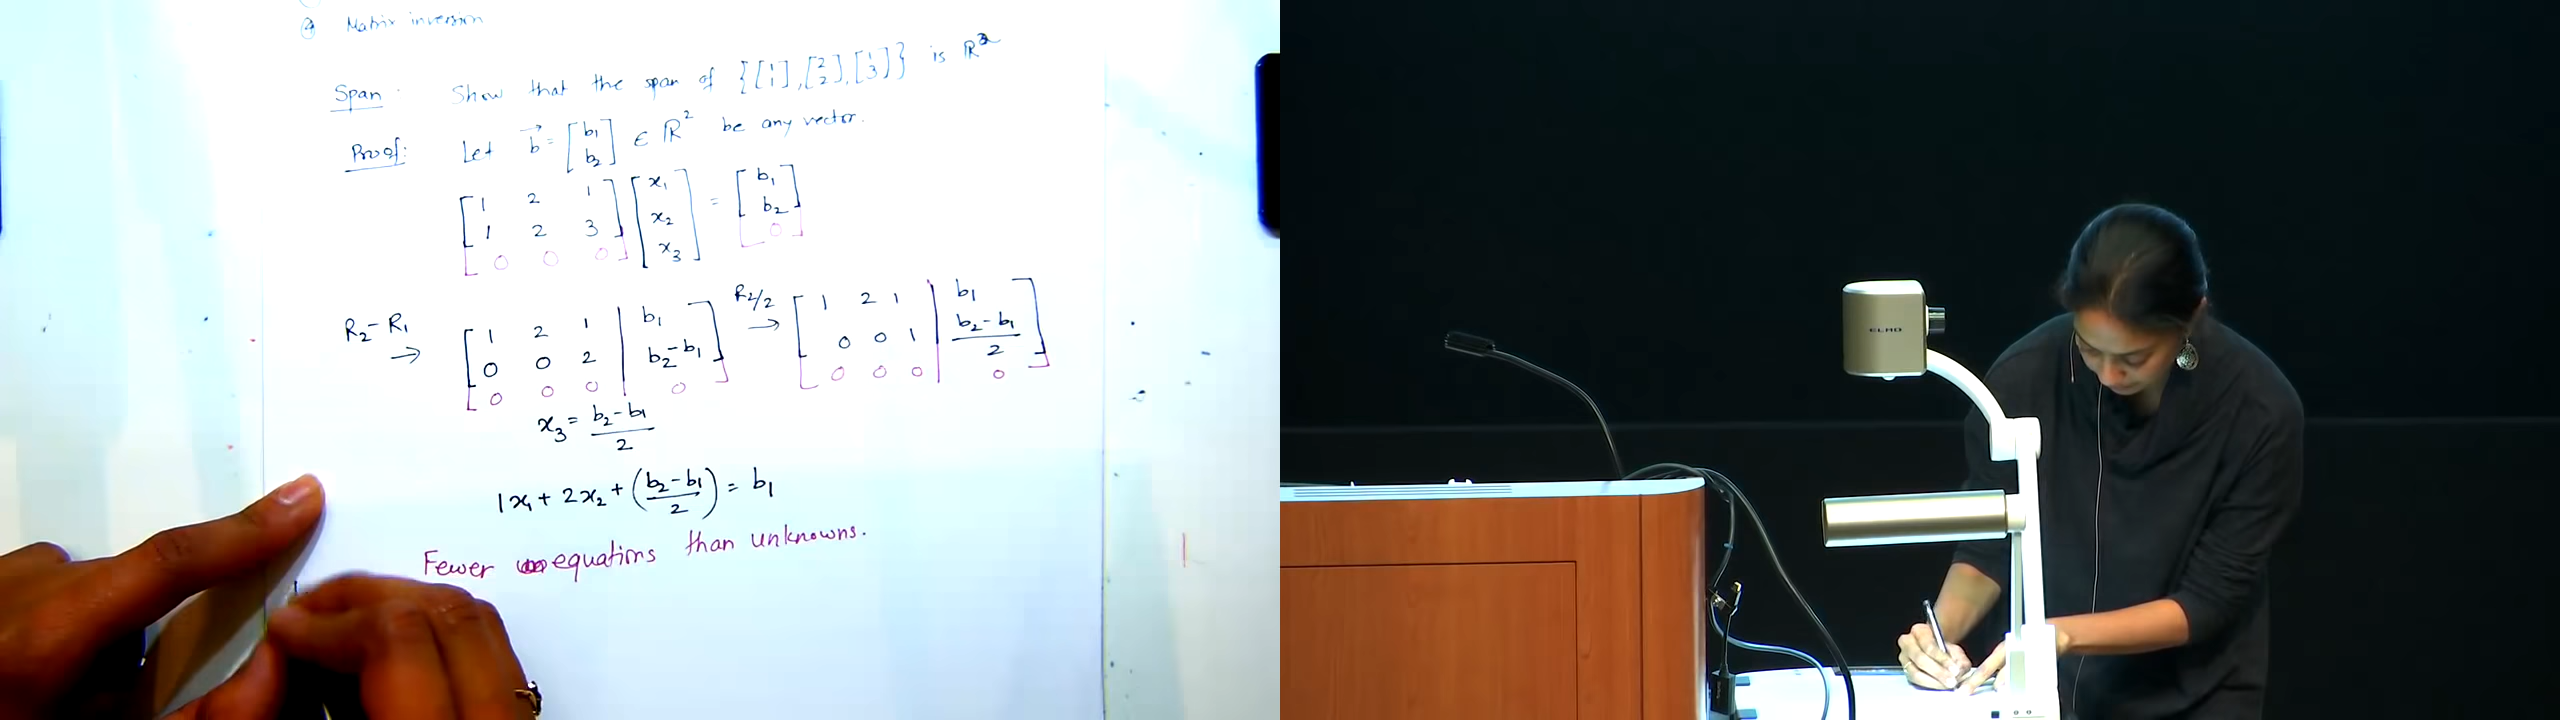 ④ Matrix inversion
Span: Show that the span of {[1 1], [2 2], [1 3]} is ℝ²
Proof: Let b⃗ = [b₁ b₂] ∈ ℝ² be any vector.
[1 2 1; 1 2 3; 0 0 0] [x₁ x₂ x₃] = [b₁ b₂ 0]
R₂-R₁ → [1 2 1 | b₁; 0 0 2 | b₂-b₁; 0 0 0 | 0] R₂/2 → [1 2 1 | b₁; 0 0 1 | (b₂-b₁)/2; 0 0 0 | 0]
x₃ = (b₂-b₁)/2
1x₁ + 2x₂ + ((b₂-b₁)/2) = b₁
Fewer equations than unknowns.
ELMO